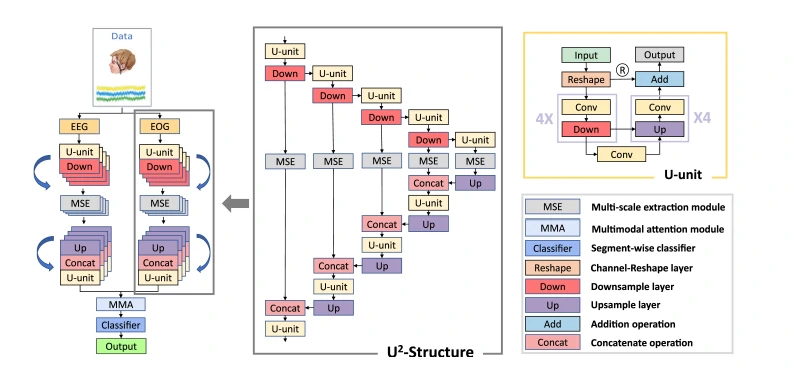 Data
EEG
EOG
U-unit
Down
U-unit
Down
MSE
MSE
Up
Concat
U-unit
Up
Concat
U-unit
MMA
Classifier
Output
U-unit
Down
U-unit
Down
U-unit
Down
U-unit
Down
U-unit
MSE
MSE
MSE
MSE
MSE
Concat
Up
U-unit
Concat
Up
U-unit
Concat
Up
U-unit
Concat
Up
U-unit
U²-Structure
Input
Output
Reshape
R
Add
4X
Conv
Conv
X4
Down
Up
Conv
U-unit
MSE Multi-scale extraction module
MMA Multimodal attention module
Classifier Segment-wise classifier
Reshape Channel-Reshape layer
Down Downsample layer
Up Upsample layer
Add Addition operation
Concat Concatenate operation